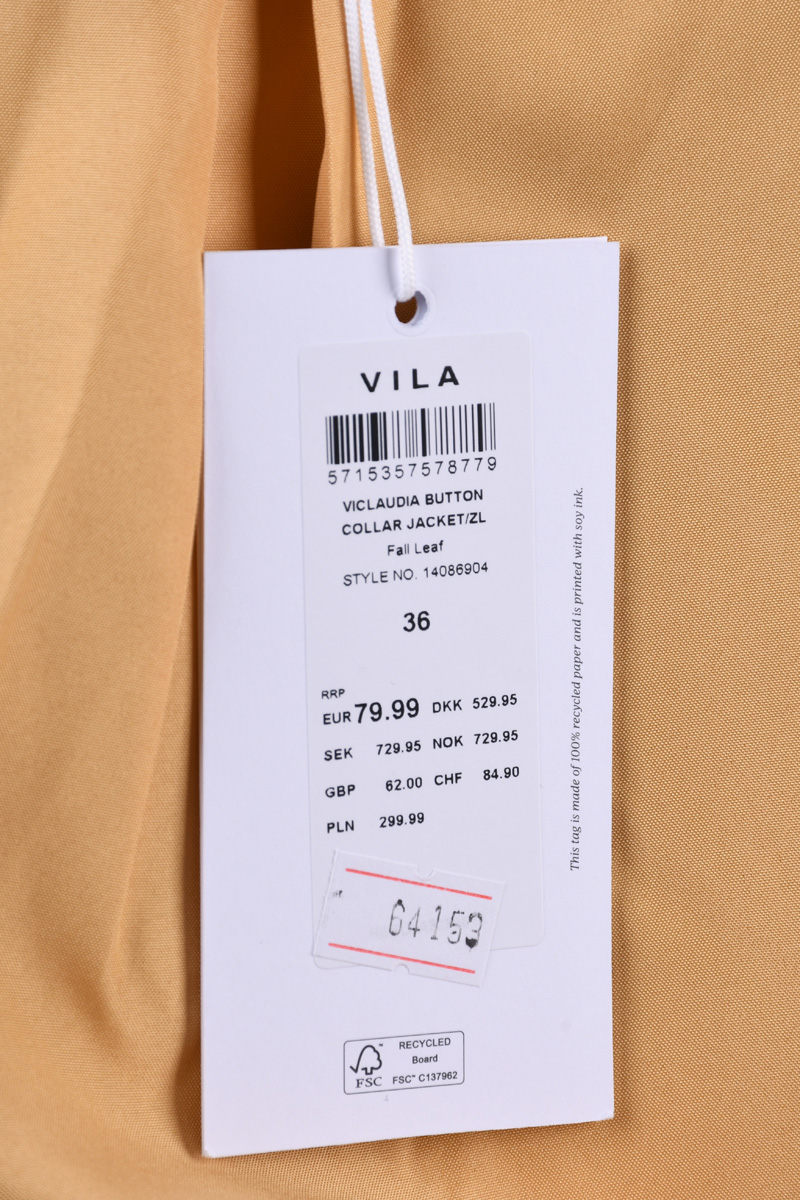 VILA
5715357578779
VICLAUDIA BUTTON
COLLAR JACKET/ZL
Fall Leaf
STYLE NO. 14086904
36
RRP
EUR 79.99 DKK 529.95
SEK 729.95 NOK 729.95
GBP 62.00 CHF 84.90
PLN 299.99
64153
This tag is made of 100% recycled paper and is printed with soy ink.
FSC™
RECYCLED
Board
FSC™ C137962